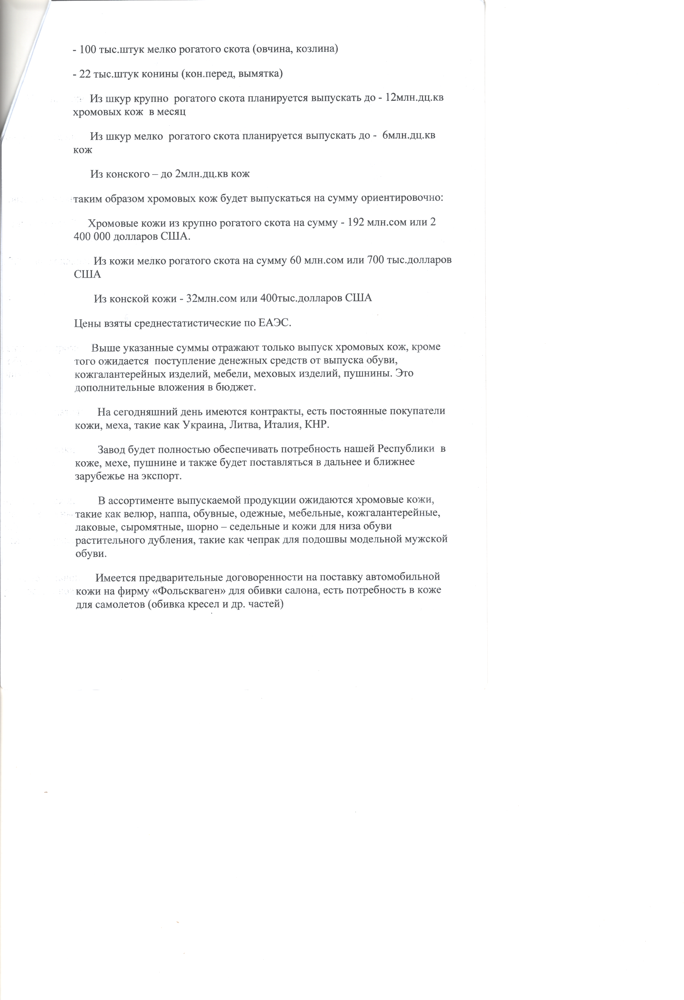 - 100 тыс.штук мелко рогатого скота (овчина, козлина)
- 22 тыс.штук конины (кон.перед, вымятка)
Из шкур крупно рогатого скота планируется выпускать до - 12млн.дц.кв
хромовых кож в месяц
Из шкур мелко рогатого скота планируется выпускать до - 6млн.дц.кв
кож
Из конского – до 2млн.дц.кв кож
таким образом хромовых кож будет выпускаться на сумму ориентировочно:
Хромовые кожи из крупно рогатого скота на сумму - 192 млн.сом или 2
400 000 долларов США.
Из кожи мелко рогатого скота на сумму 60 млн.сом или 700 тыс.долларов
США
Из конской кожи - 32млн.сом или 400тыс.долларов США
Цены взяты среднестатистические по ЕАЭС.
Выше указанные суммы отражают только выпуск хромовых кож, кроме
того ожидается поступление денежных средств от выпуска обуви,
кожгалантерейных изделий, мебели, меховых изделий, пушнины. Это
дополнительные вложения в бюджет.
На сегодняшний день имеются контракты, есть постоянные покупатели
кожи, меха, такие как Украина, Литва, Италия, КНР.
Завод будет полностью обеспечивать потребность нашей Республики в
коже, мехе, пушнине и также будет поставляться в дальнее и ближнее
зарубежье на экспорт.
В ассортименте выпускаемой продукции ожидаются хромовые кожи,
такие как велюр, наппа, обувные, одежные, мебельные, кожгалантерейные,
лаковые, сыромятные, шорно – седельные и кожи для низа обуви
растительного дубления, такие как чепрак для подошвы модельной мужской
обуви.
Имеется предварительные договоренности на поставку автомобильной
кожи на фирму «Фольскваген» для обивки салона, есть потребность в коже
для самолетов (обивка кресел и др. частей)